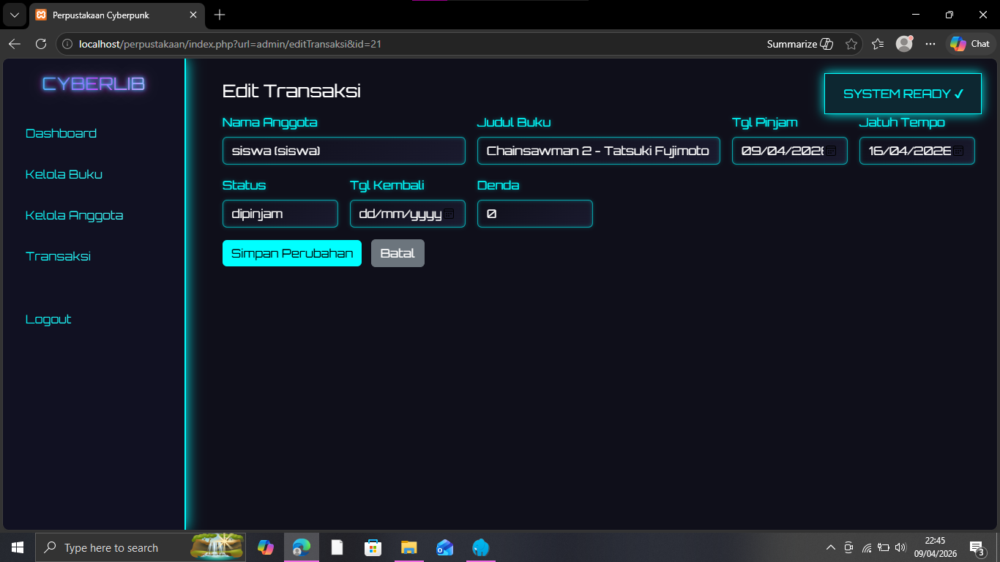 Perpustakaan Cyberpunk
localhost/perpustakaan/index.php?url=admin/editTransaksi&id=21
Summarize
Chat
CYBERLIB
Dashboard
Kelola Buku
Kelola Anggota
Transaksi
Logout
Edit Transaksi
SYSTEM READY ✓
Nama Anggota
Judul Buku
Tgl Pinjam
Jatuh Tempo
siswa (siswa)
Chainsawman 2 - Tatsuki Fujimoto
09/04/2026
16/04/2026
Status
Tgl Kembali
Denda
dipinjam
dd/mm/yyyy
0
Simpan Perubahan
Batal
Type here to search
22:45
09/04/2026
3